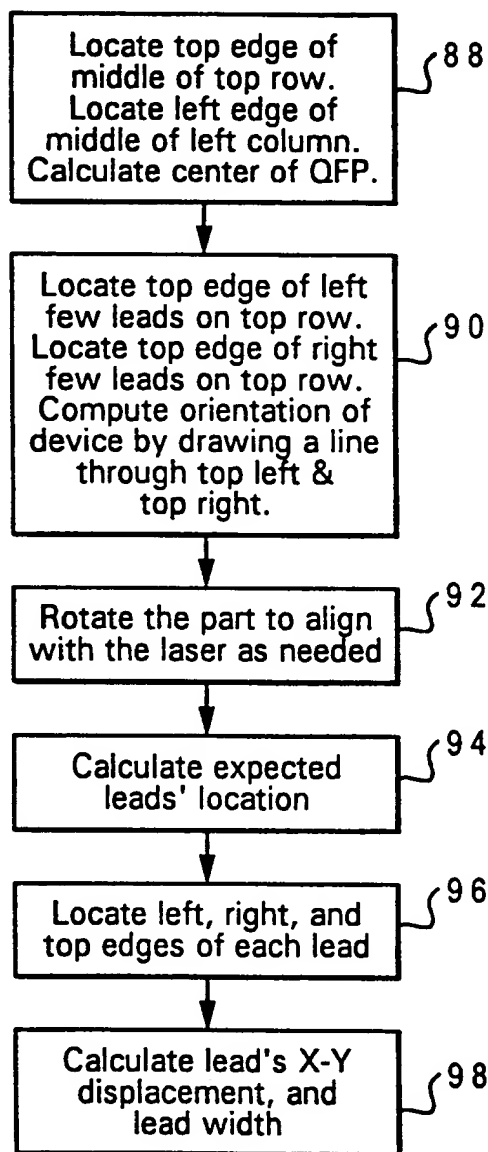 Locate top edge of
middle of top row.
Locate left edge of
middle of left column.
Calculate center of QFP.
88
Locate top edge of left
few leads on top row.
Locate top edge of right
few leads on top row.
Compute orientation of
device by drawing a line
through top left &
top right.
90
Rotate the part to align
with the laser as needed
92
Calculate expected
leads' location
94
Locate left, right, and
top edges of each lead
96
Calculate lead's X-Y
displacement, and
lead width
98